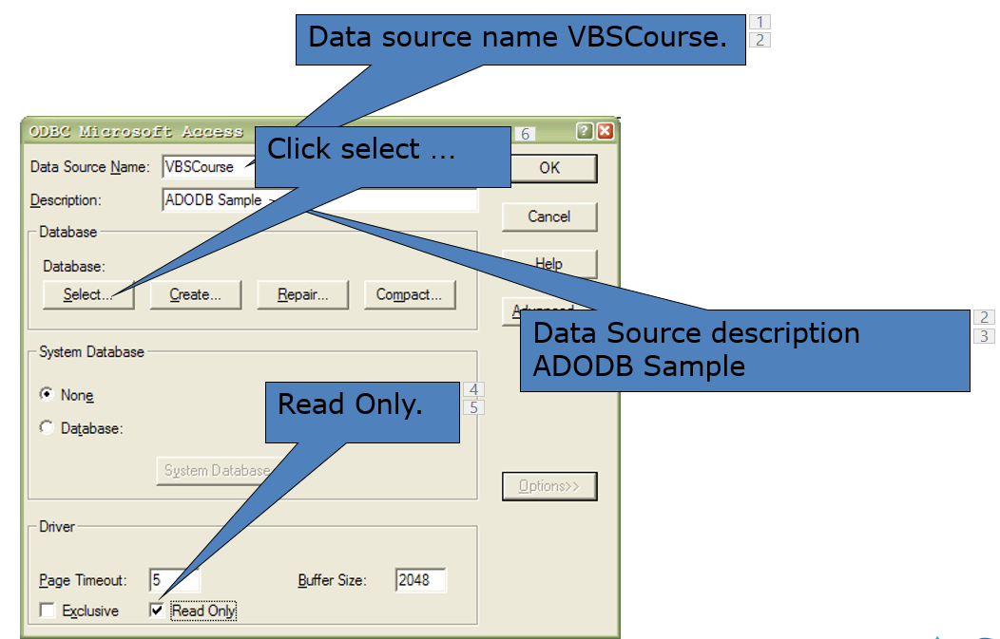 Data source name VBSCourse.
1
2
ODBC Microsoft Access
Click select ...
6
Data Source Name: VBSCourse
OK
Description: ADODB Sample
Cancel
Database
Help
Database:
Select... Create... Repair... Compact...
Advanced
Data Source description
ADODB Sample
2
3
System Database
None
Read Only.
4
5
Database:
System Database
Options>>
Driver
Page Timeout: 5 Buffer Size: 2048
Exclusive Read Only